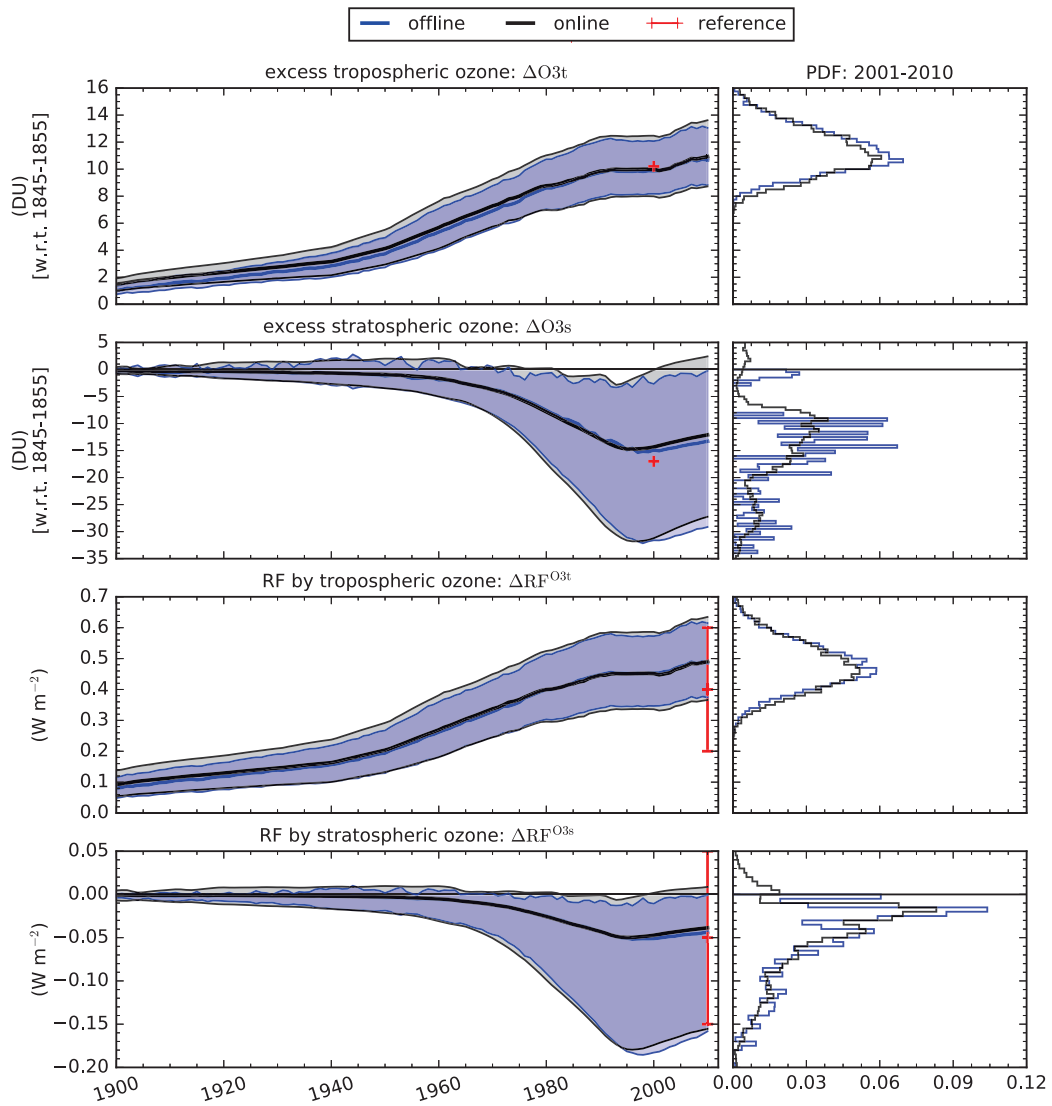 offline online reference
excess tropospheric ozone: ΔO3t
PDF: 2001-2010
16
14
12
10
8
6
4
2
0
(DU)
[w.r.t. 1845-1855]
excess stratospheric ozone: ΔO3s
5
0
−5
−10
−15
−20
−25
−30
−35
(DU)
[w.r.t. 1845-1855]
RF by tropospheric ozone: ΔRF^O3t
0.7
0.6
0.5
0.4
0.3
0.2
0.1
0.0
(W m⁻²)
RF by stratospheric ozone: ΔRF^O3s
0.05
0.00
−0.05
−0.10
−0.15
−0.20
(W m⁻²)
1900 1920 1940 1960 1980 2000
0.00 0.03 0.06 0.09 0.12